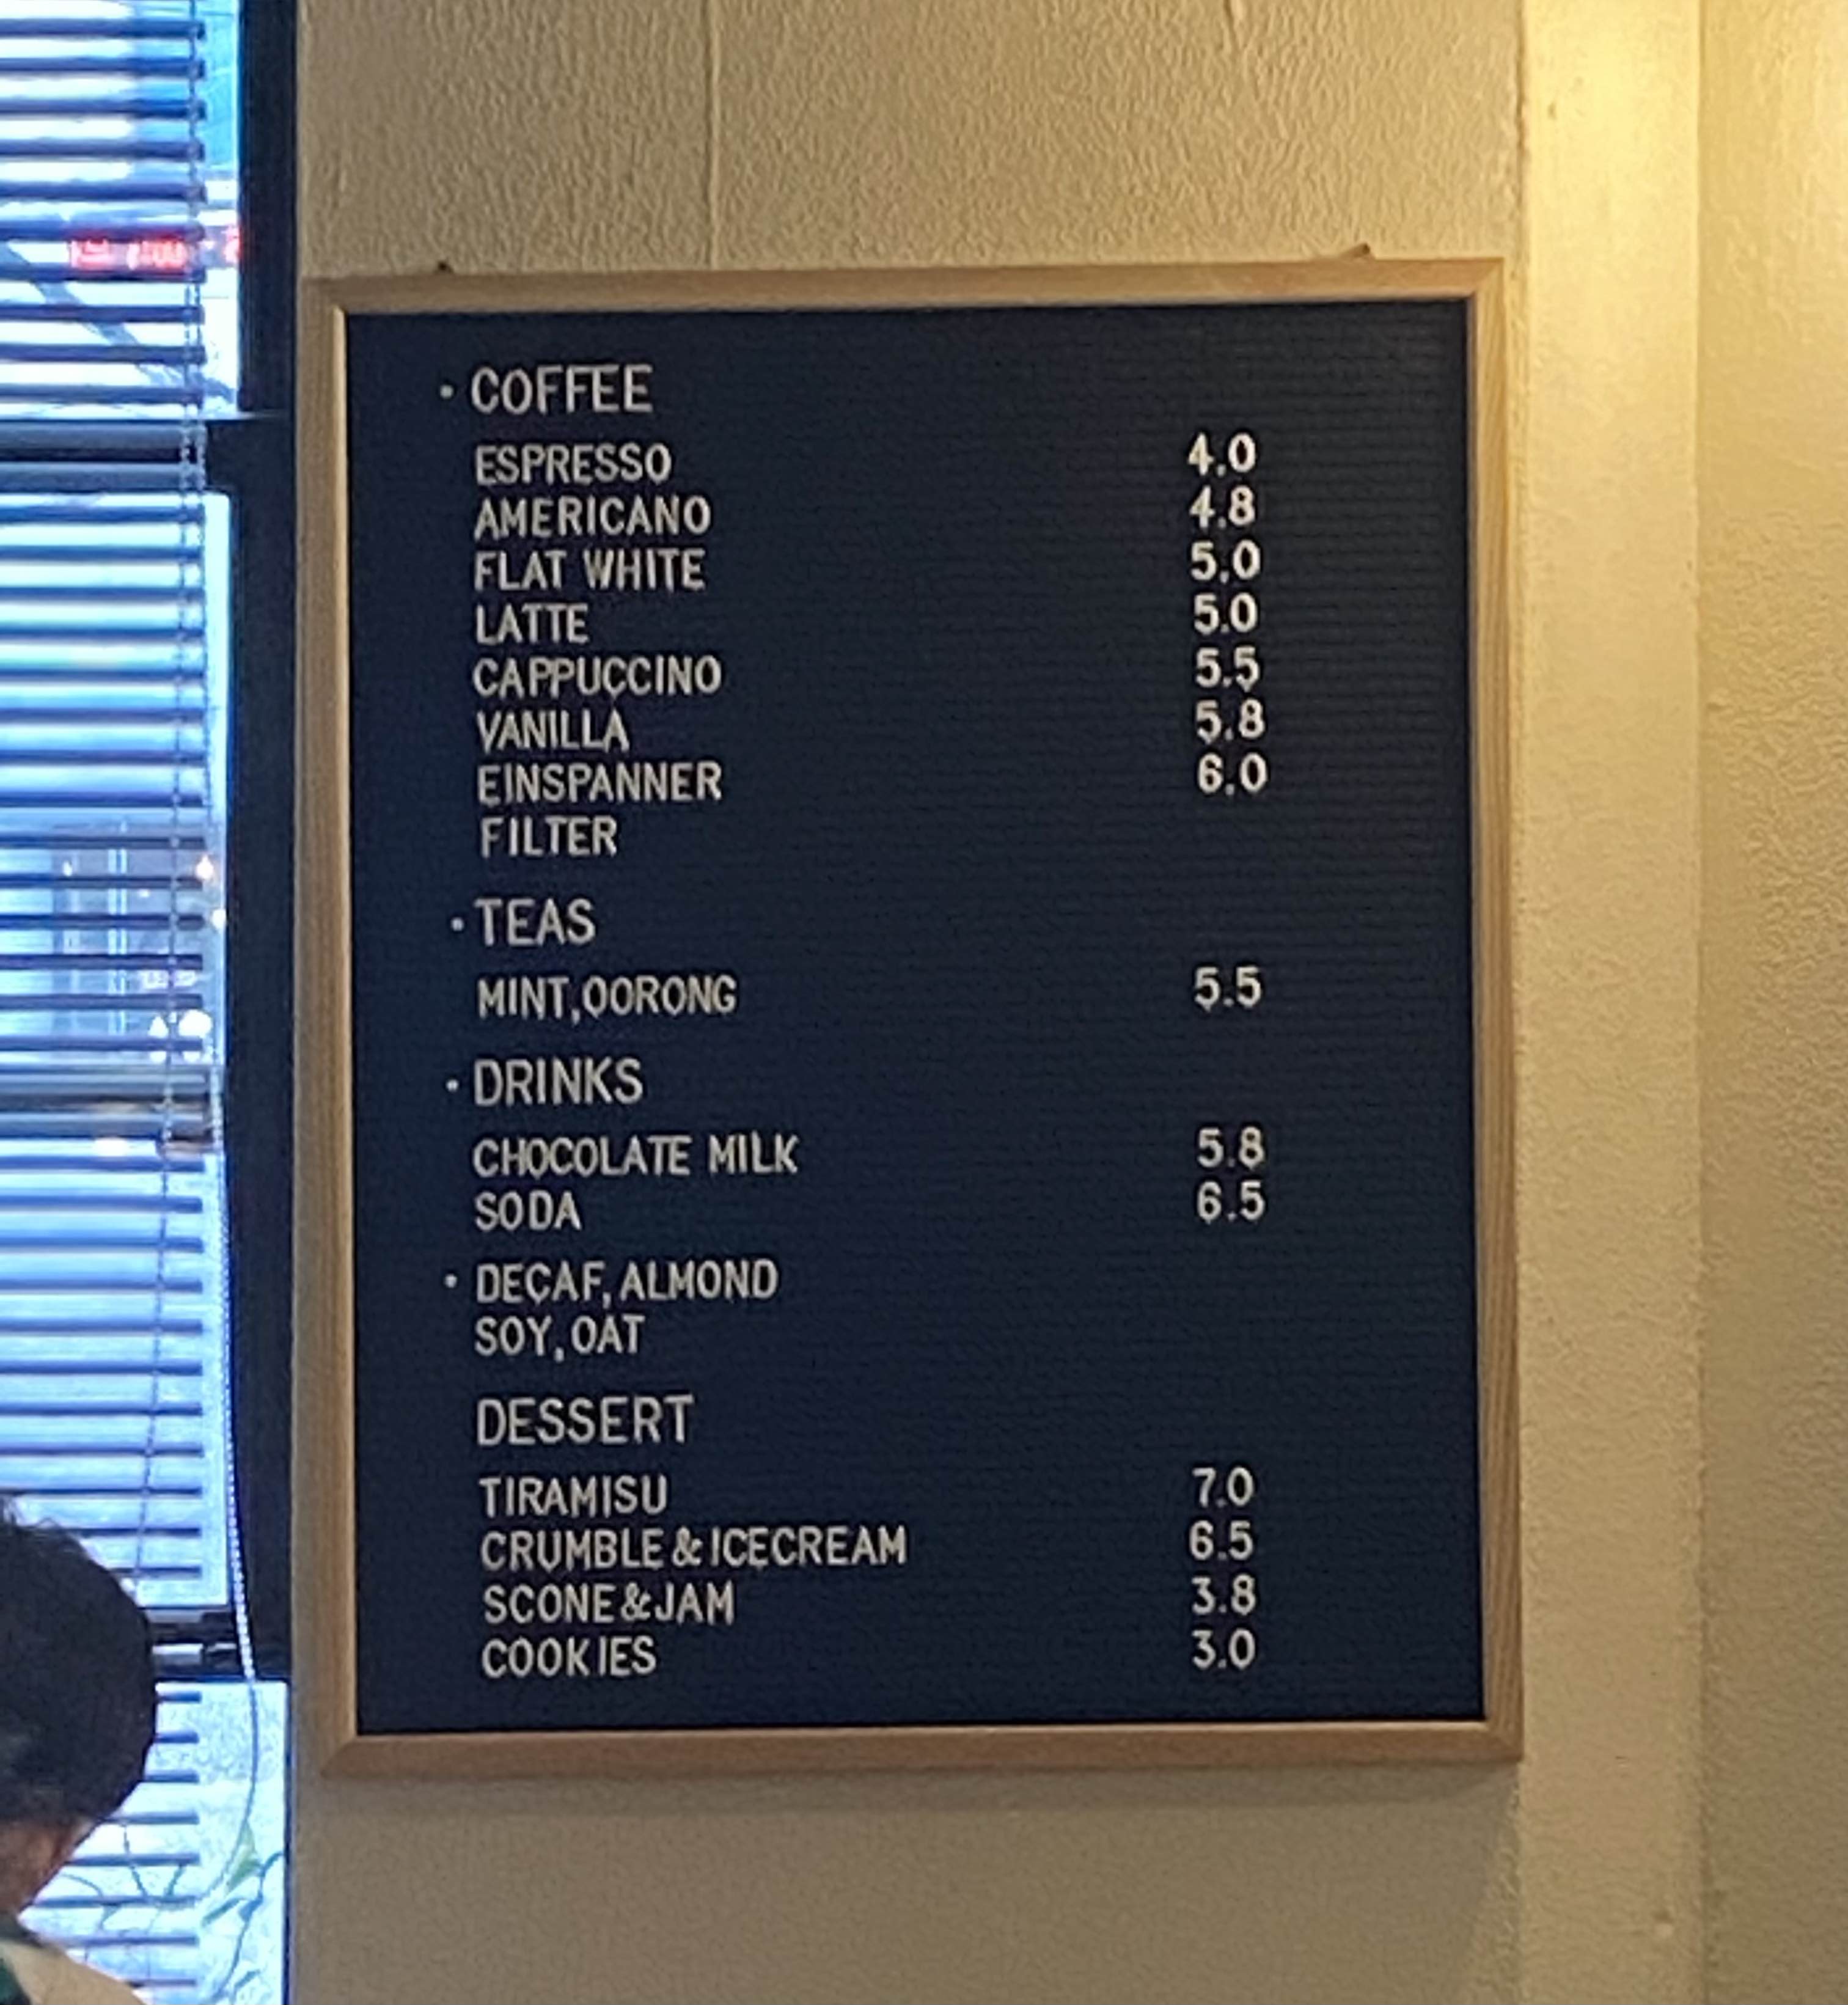 · COFFEE
ESPRESSO 4.0
AMERICANO 4.8
FLAT WHITE 5.0
LATTE 5.0
CAPPUCCINO 5.5
VANILLA 5.8
EINSPANNER 6.0
FILTER
· TEAS
MINT,OORONG 5.5
· DRINKS
CHOCOLATE MILK 5.8
SODA 6.5
· DECAF, ALMOND
SOY, OAT
DESSERT
TIRAMISU 7.0
CRUMBLE & ICECREAM 6.5
SCONE&JAM 3.8
COOKIES 3.0